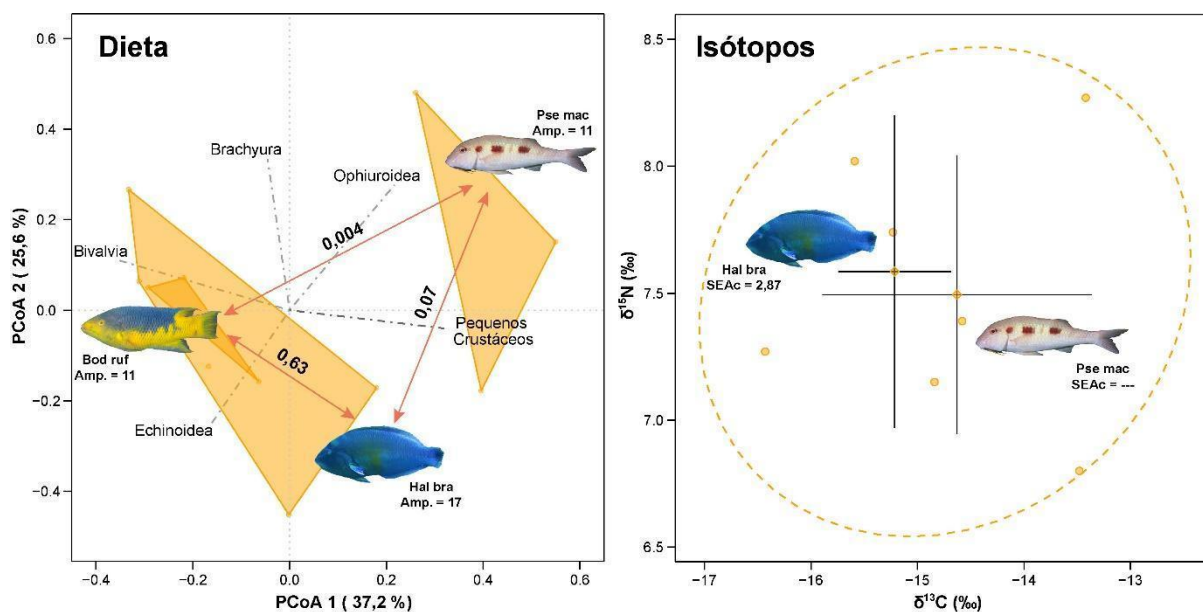 Dieta
PCoA 2 ( 25,6 %)
0.6
0.4
0.2
0.0
−0.2
−0.4
Pse mac
Amp. = 11
Brachyura
Ophiuroidea
0,004
Bivalvia
0,07
Pequenos
Crustáceos
Bod ruf
Amp. = 11
0,63
Echinoidea
Hal bra
Amp. = 17
−0.4
−0.2
0.0
0.2
0.4
0.6
PCoA 1 ( 37,2 %)
Isótopos
δ¹⁵N (‰)
8.5
8.0
7.5
7.0
6.5
Hal bra
SEAc = 2,87
Pse mac
SEAc = ---
−17
−16
−15
−14
−13
δ¹³C (‰)